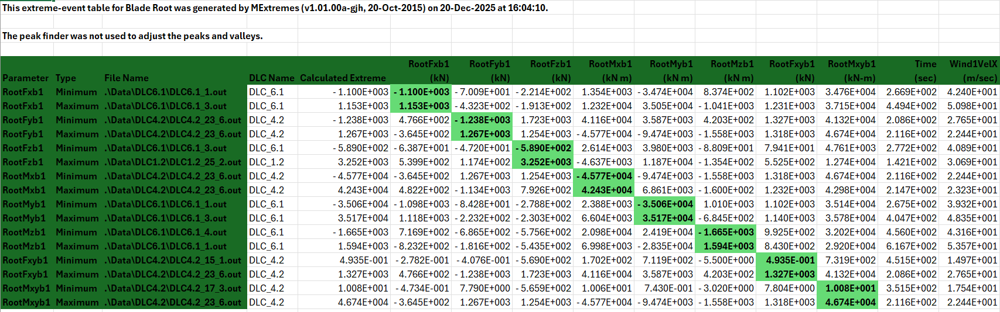 This extreme-event table for Blade Root was generated by MExtremes (v1.01.00a-gjh, 20-Oct-2015) on 20-Dec-2025 at 16:04:10.
The peak finder was not used to adjust the peaks and valleys.
RootFxb1 RootFyb1 RootFzb1 RootMxb1 RootMyb1 RootMzb1 RootFxyb1 RootMxyb1 Time Wind1VelX
Parameter Type File Name DLC Name Calculated Extreme (kN) (kN) (kN) (kN m) (kN m) (kN m) (kN) (kN-m) (sec) (m/sec)
RootFxb1 Minimum .\Data\DLC6.1\DLC6.1_1.out DLC_6.1 - 1.100E+003 - 1.100E+003 - 7.009E+001 - 2.214E+002 1.354E+003 - 3.474E+004 8.374E+002 1.102E+003 3.476E+004 2.669E+002 4.240E+001
RootFxb1 Maximum .\Data\DLC6.1\DLC6.1_3.out DLC_6.1 1.153E+003 1.153E+003 - 4.323E+002 - 1.913E+002 1.232E+004 3.505E+004 - 1.041E+003 1.231E+003 3.715E+004 4.494E+002 5.098E+001
RootFyb1 Minimum .\Data\DLC4.2\DLC4.2_23_6.out DLC_4.2 - 1.238E+003 4.766E+002 - 1.238E+003 1.723E+003 4.116E+004 3.587E+003 4.203E+002 1.327E+003 4.132E+004 2.086E+002 2.765E+001
RootFyb1 Maximum .\Data\DLC4.2\DLC4.2_23_6.out DLC_4.2 1.267E+003 - 3.645E+002 1.267E+003 1.254E+003 - 4.577E+004 - 9.474E+003 - 1.558E+003 1.318E+003 4.674E+004 2.116E+002 2.244E+001
RootFzb1 Minimum .\Data\DLC6.1\DLC6.1_3.out DLC_6.1 - 5.890E+002 - 6.387E+001 - 4.720E+001 - 5.890E+002 2.614E+003 3.980E+003 - 8.809E+001 7.941E+001 4.761E+003 2.772E+002 4.089E+001
RootFzb1 Maximum .\Data\DLC1.2\DLC1.2_25_2.out DLC_1.2 3.252E+003 5.399E+002 1.174E+002 3.252E+003 - 4.637E+003 1.187E+004 - 1.354E+002 5.525E+002 1.274E+004 1.421E+002 3.069E+001
RootMxb1 Minimum .\Data\DLC4.2\DLC4.2_23_6.out DLC_4.2 - 4.577E+004 - 3.645E+002 1.267E+003 1.254E+003 - 4.577E+004 - 9.474E+003 - 1.558E+003 1.318E+003 4.674E+004 2.116E+002 2.244E+001
RootMxb1 Maximum .\Data\DLC4.2\DLC4.2_23_6.out DLC_4.2 4.243E+004 4.822E+002 - 1.134E+003 7.926E+002 4.243E+004 6.861E+003 - 1.600E+002 1.232E+003 4.298E+004 2.147E+002 2.323E+001
RootMyb1 Minimum .\Data\DLC6.1\DLC6.1_1.out DLC_6.1 - 3.506E+004 - 1.098E+003 - 8.428E+001 - 2.788E+002 2.388E+003 - 3.506E+004 1.010E+003 1.102E+003 3.514E+004 2.675E+002 3.932E+001
RootMyb1 Maximum .\Data\DLC6.1\DLC6.1_3.out DLC_6.1 3.517E+004 1.118E+003 - 2.232E+002 - 2.303E+002 6.604E+003 3.517E+004 - 6.845E+002 1.140E+003 3.578E+004 4.047E+002 4.835E+001
RootMzb1 Minimum .\Data\DLC6.1\DLC6.1_4.out DLC_6.1 - 1.665E+003 7.169E+002 - 6.865E+002 - 5.756E+002 2.098E+004 2.419E+004 - 1.665E+003 9.925E+002 3.202E+004 4.560E+002 4.316E+001
RootMzb1 Maximum .\Data\DLC6.1\DLC6.1_1.out DLC_6.1 1.594E+003 - 8.232E+002 - 1.816E+002 - 5.435E+002 6.998E+003 - 2.835E+004 1.594E+003 8.430E+002 2.920E+004 6.167E+002 5.357E+001
RootFxyb1 Minimum .\Data\DLC4.2\DLC4.2_15_1.out DLC_4.2 4.935E-001 - 2.782E-001 - 4.076E-001 - 5.690E+002 1.702E+002 7.119E+002 - 5.500E+000 4.935E-001 7.319E+002 4.515E+002 1.497E+001
RootFxyb1 Maximum .\Data\DLC4.2\DLC4.2_23_6.out DLC_4.2 1.327E+003 4.766E+002 - 1.238E+003 1.723E+003 4.116E+004 3.587E+003 4.203E+002 1.327E+003 4.132E+004 2.086E+002 2.765E+001
RootMxyb1 Minimum .\Data\DLC4.2\DLC4.2_17_3.out DLC_4.2 1.008E+001 - 4.734E-001 7.790E+000 - 5.659E+002 1.006E+001 7.430E-001 - 3.020E+000 7.804E+000 1.008E+001 3.515E+002 1.754E+001
RootMxyb1 Maximum .\Data\DLC4.2\DLC4.2_23_6.out DLC_4.2 4.674E+004 - 3.645E+002 1.267E+003 1.254E+003 - 4.577E+004 - 9.474E+003 - 1.558E+003 1.318E+003 4.674E+004 2.116E+002 2.244E+001